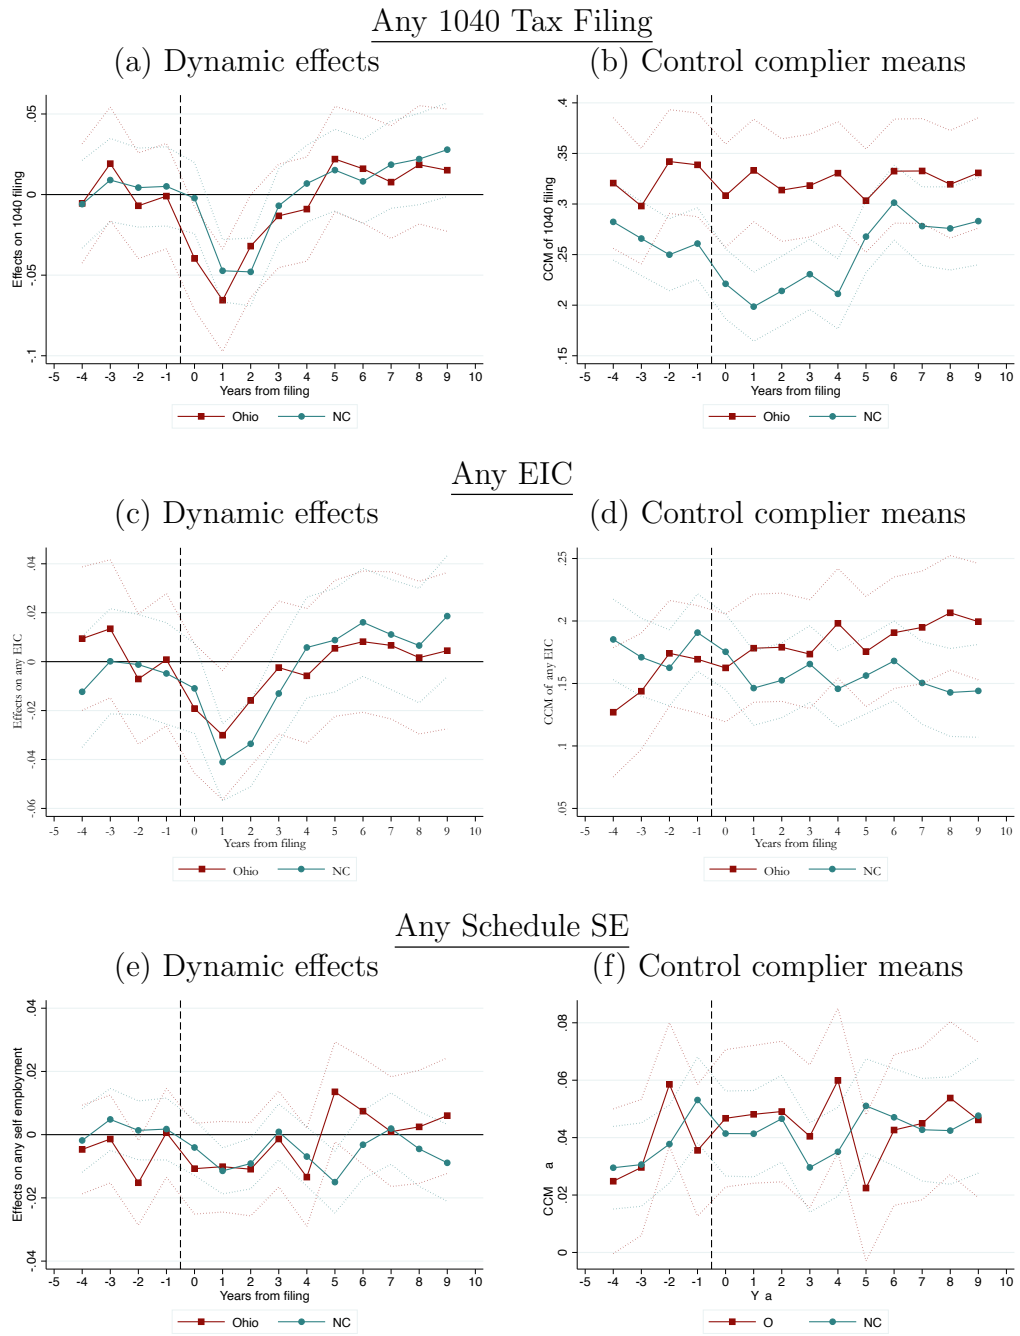 Any 1040 Tax Filing
(a) Dynamic effects
(b) Control complier means
Effects on 1040 filing
.05
0
-.05
-.1
-5 -4 -3 -2 -1 0 1 2 3 4 5 6 7 8 9 10
Years from filing
Ohio NC
CCM of 1040 filing
.4
.35
.3
.25
.2
.15
-5 -4 -3 -2 -1 0 1 2 3 4 5 6 7 8 9 10
Years from filing
Ohio NC
Any EIC
(c) Dynamic effects
(d) Control complier means
Effects on any EIC
.04
.02
0
-.02
-.04
-.06
-5 -4 -3 -2 -1 0 1 2 3 4 5 6 7 8 9 10
Years from filing
Ohio NC
CCM of any EIC
.25
.2
.15
.1
.05
-5 -4 -3 -2 -1 0 1 2 3 4 5 6 7 8 9 10
Years from filing
Ohio NC
Any Schedule SE
(e) Dynamic effects
(f) Control complier means
Effects on any self employment
.04
.02
0
-.02
-.04
-5 -4 -3 -2 -1 0 1 2 3 4 5 6 7 8 9 10
Years from filing
Ohio NC
CCM a
.08
.06
.04
.02
0
-5 -4 -3 -2 -1 0 1 2 3 4 5 6 7 8 9 10
Y a
O NC